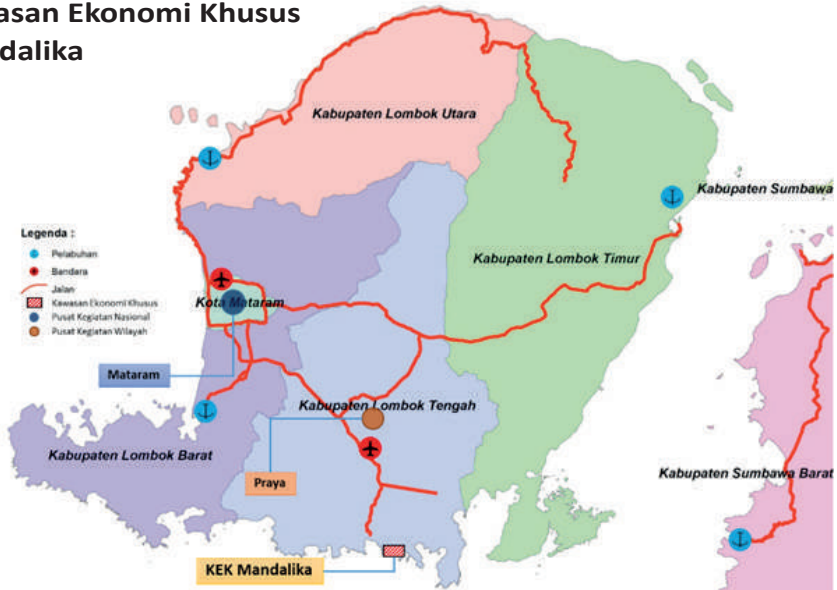 asan Ekonomi Khusus
dalika
Kabupaten Lombok Utara
Kabupaten Sumbawa
Legenda :
Pelabuhan
Bandara
Jalan
Kawasan Ekonomi Khusus
Pusat Kegiatan Nasional
Pusat Kegiatan Wilayah
Kabupaten Lombok Timur
Kota Mataram
Mataram
Kabupaten Lombok Tengah
Kabupaten Lombok Barat
Kabupaten Sumbawa Barat
Praya
KEK Mandalika